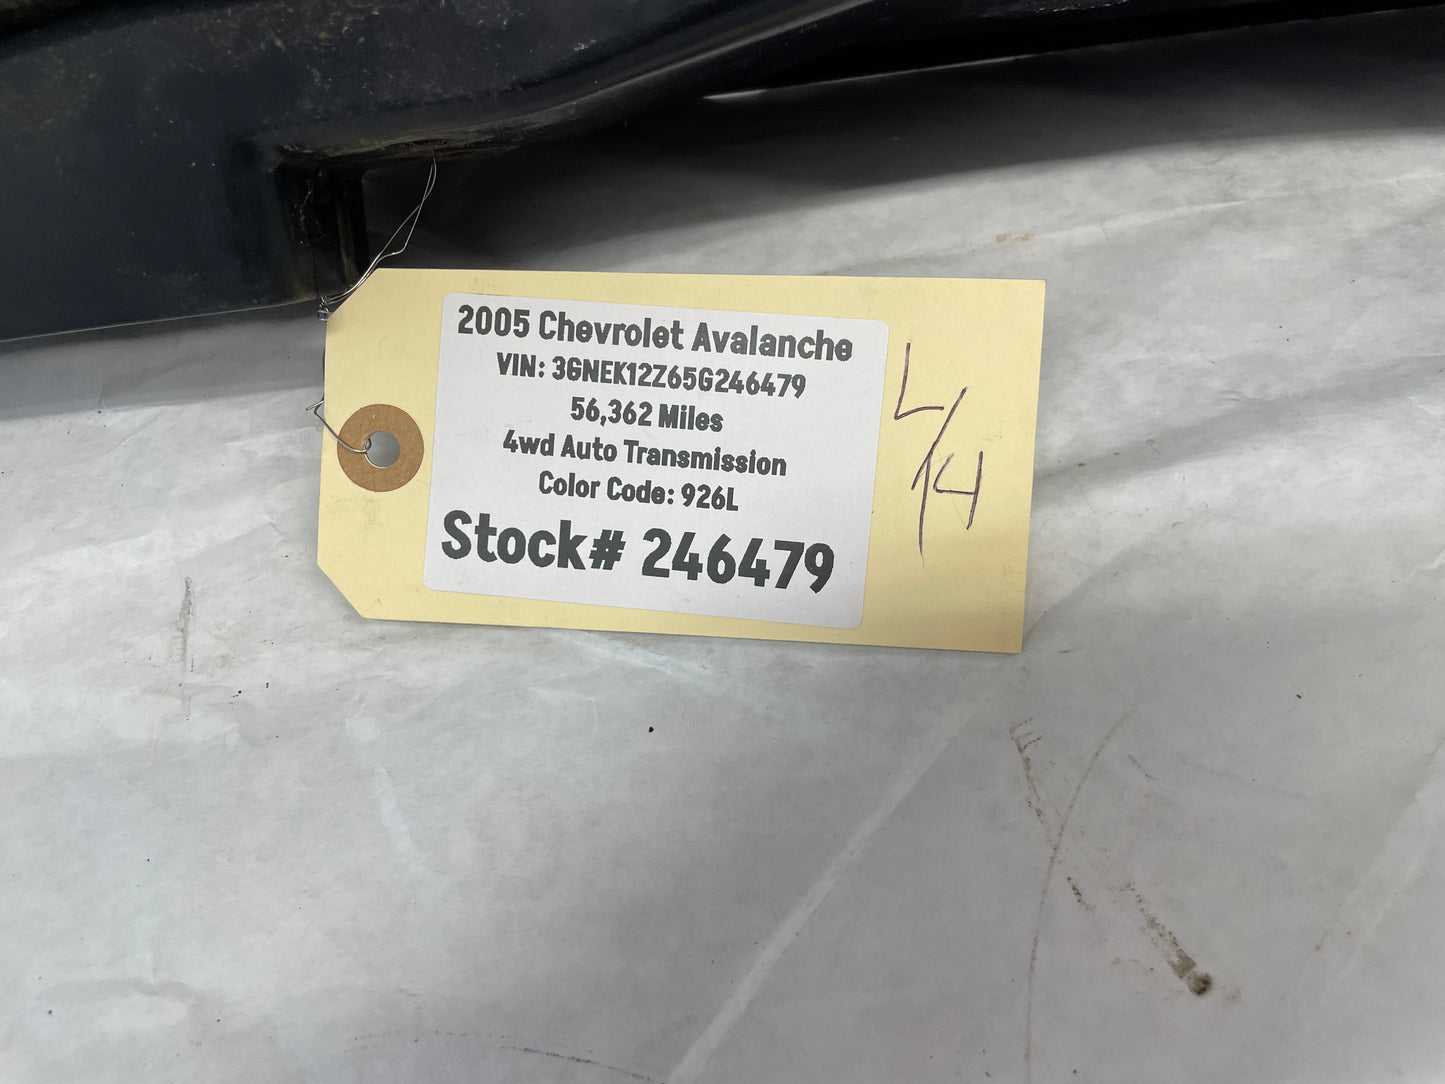 2005 Chevrolet Avalanche
VIN: 3GNEK12Z65G246479
56,362 Miles
4wd Auto Transmission
Color Code: 926L
Stock# 246479
L/14